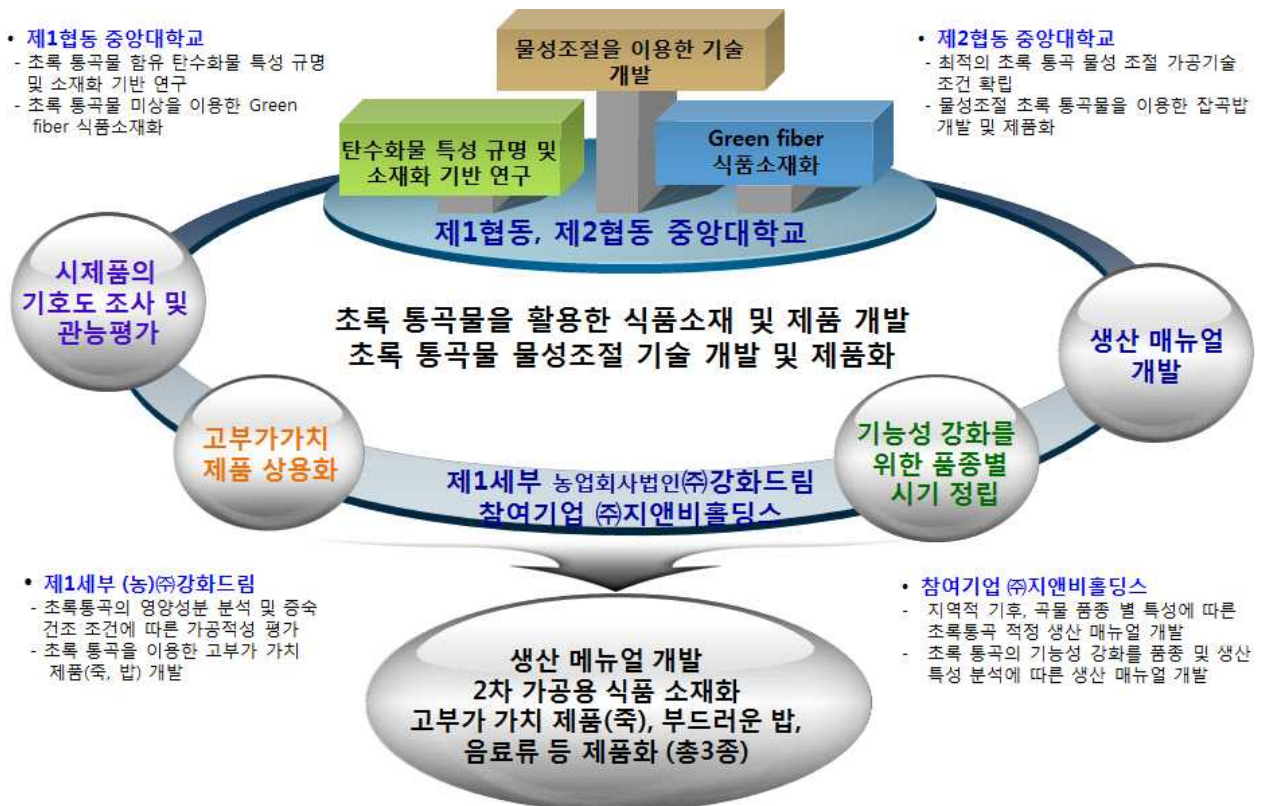 • 제1협동 중앙대학교
- 초록 통곡물 함유 탄수화물 특성 규명
및 소재화 기반 연구
- 초록 통곡물 미상을 이용한 Green
fiber 식품소재화
물성조절을 이용한 기술
개발
• 제2협동 중앙대학교
- 최적의 초록 통곡 물성 조절 가공기술
조건 확립
- 물성조절 초록 통곡물을 이용한 잡곡밥
개발 및 제품화
탄수화물 특성 규명 및
소재화 기반 연구
Green fiber
식품소재화
제1협동, 제2협동 중앙대학교
시제품의
기호도 조사 및
관능평가
초록 통곡물을 활용한 식품소재 및 제품 개발
초록 통곡물 물성조절 기술 개발 및 제품화
생산 매뉴얼
개발
고부가가치
제품 상용화
기능성 강화를
위한 품종별
시기 정립
제1세부 농업회사법인㈜강화드림
참여기업 ㈜지앤비홀딩스
• 제1세부 (농)㈜강화드림
- 초록통곡의 영양성분 분석 및 증숙
건조 조건에 따른 가공적성 평가
- 초록 통곡을 이용한 고부가 가치
제품(죽, 밥) 개발
• 참여기업 ㈜지앤비홀딩스
- 지역적 기후, 곡물 품종 별 특성에 따른
초록통곡 적정 생산 매뉴얼 개발
- 초록 통곡의 기능성 강화를 품종 및 생산
특성 분석에 따른 생산 매뉴얼 개발
생산 메뉴얼 개발
2차 가공용 식품 소재화
고부가 가치 제품(죽), 부드러운 밥,
음료류 등 제품화 (총3종)